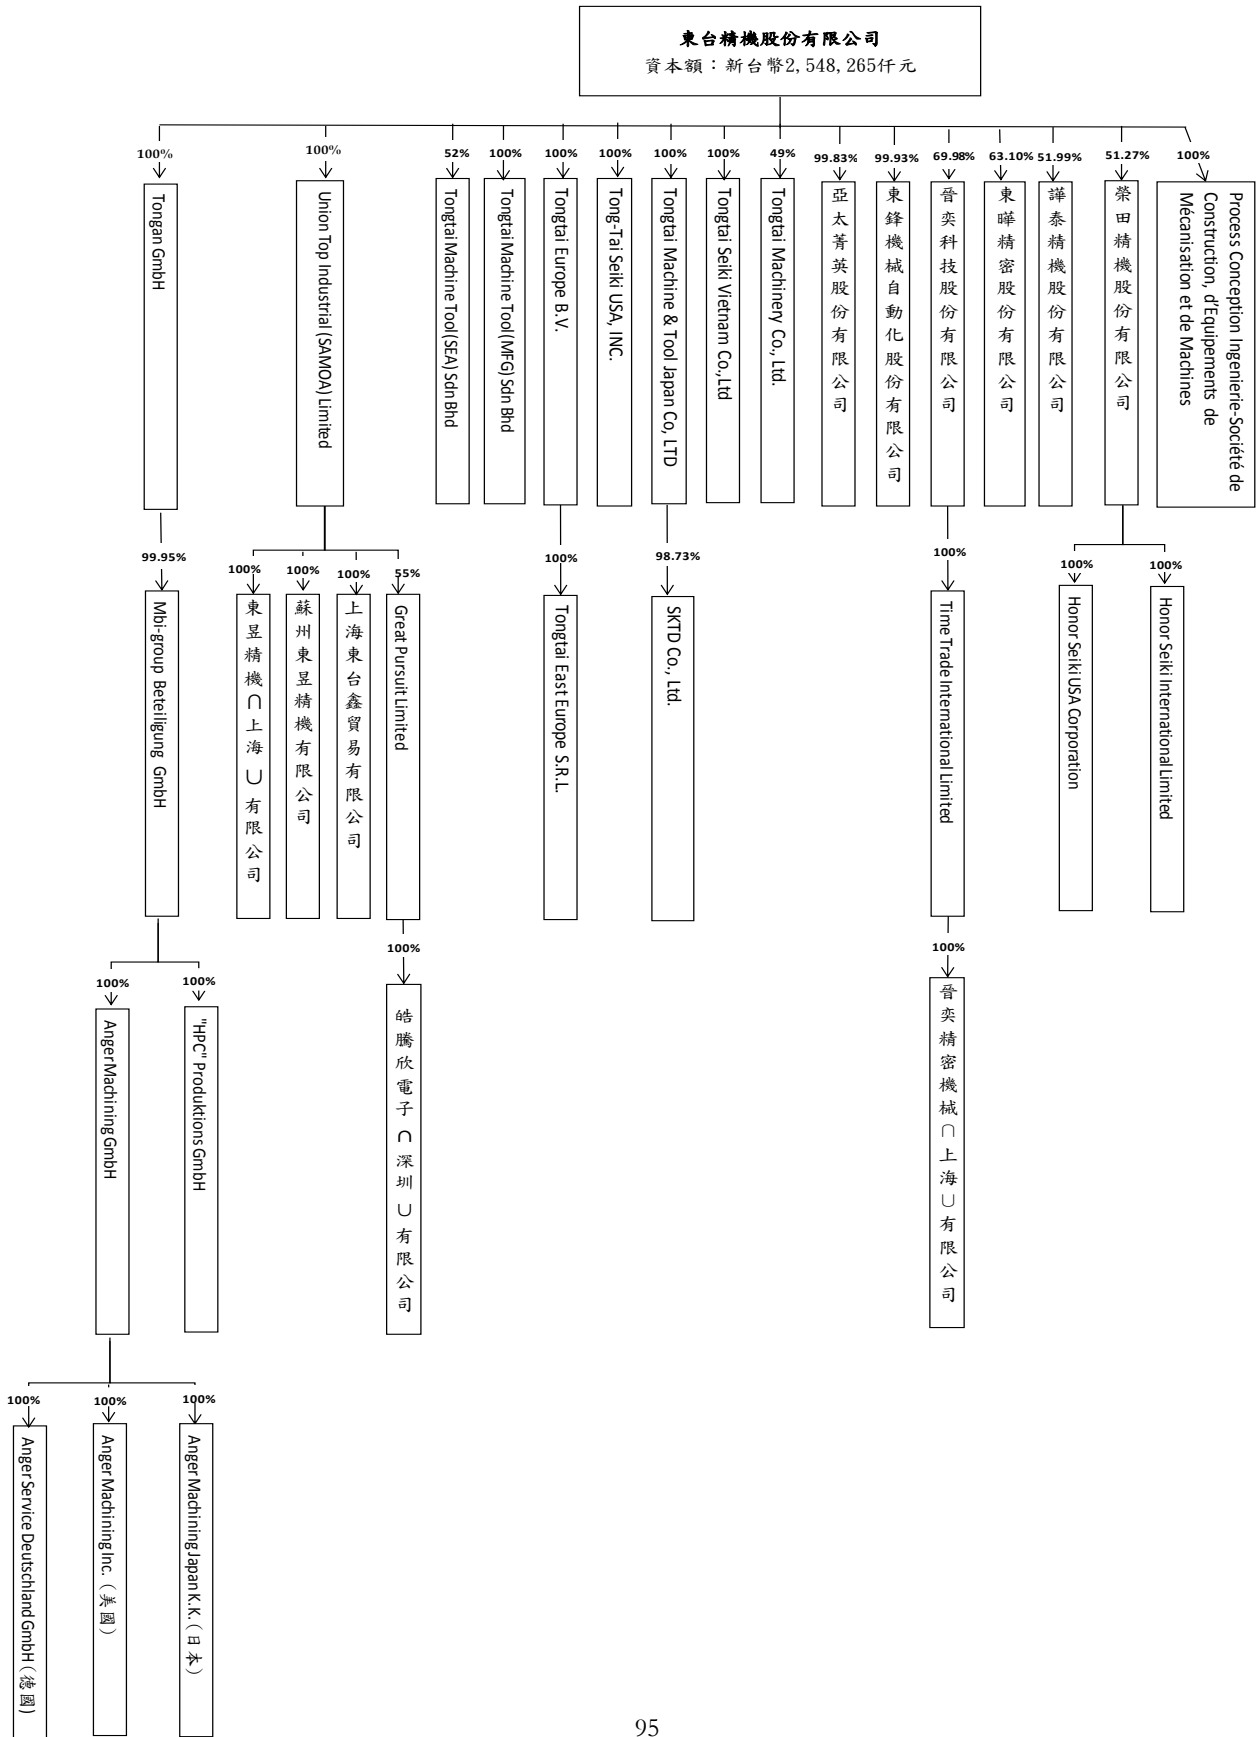 東台精機股份有限公司
資本額：新台幣2,548,265仟元
100%
100%
52%
100%
100%
100%
100%
100%
49%
99.83%
99.93%
69.98%
63.10%
51.99%
51.27%
100%
Tongan GmbH
Union Top Industrial (SAMOA) Limited
Tongtai Machine Tool(SEA) Sdn Bhd
Tongtai Machine Tool(MFG) Sdn Bhd
Tongtai Europe B.V.
Tong-Tai Seiki USA, INC.
Tongtai Machine & Tool Japan Co, LTD
Tongtai Seiki Vietnam Co.,Ltd
Tongtai Machinery Co., Ltd.
亞太菁英股份有限公司
東鋒機械自動化股份有限公司
晉奕科技股份有限公司
東曄精密股份有限公司
譁泰精機股份有限公司
榮田精機股份有限公司
Process Conception Ingenierie-Société de
Construction, d'Equipements de
Mécanisation et de Machines
99.95%
100%
100%
100%
55%
100%
98.73%
100%
100%
100%
Mbi-group Beteiligung GmbH
東昱精機（上海）有限公司
蘇州東昱精機有限公司
上海東台鑫貿易有限公司
Great Pursuit Limited
Tongtai East Europe S.R.L.
SKTD Co., Ltd.
Time Trade International Limited
Honor Seiki USA Corporation
Honor Seiki International Limited
100%
100%
100%
100%
Anger Machining GmbH
"HPC" Produktions GmbH
皓騰欣電子（深圳）有限公司
晉奕精密機械（上海）有限公司
100%
100%
100%
Anger Service Deutschland GmbH（德國）
Anger Machining Inc.（美國）
Anger Machining Japan K.K.（日本）
95